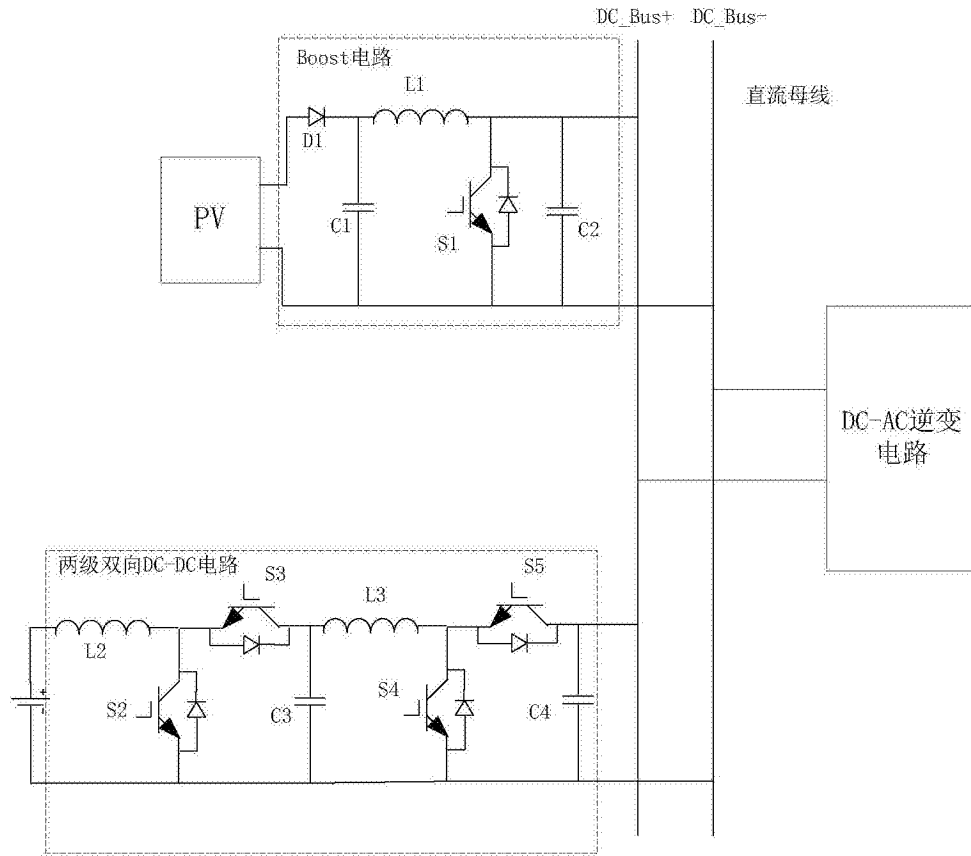 DC_Bus+ DC_Bus-
Boost电路
L1
直流母线
D1
PV
C1
S1
C2
DC-AC逆变
电路
两级双向DC-DC电路
S3
L3
S5
L2
+
-
S2
C3
S4
C4